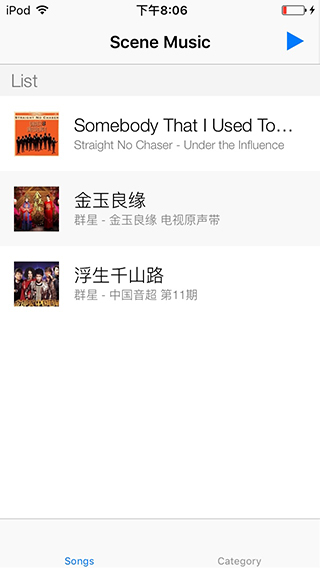 iPod 下午8:06
Scene Music
List
Somebody That I Used To…
Straight No Chaser - Under the Influence
金玉良缘
群星 - 金玉良缘 电视原声带
浮生千山路
群星 - 中国音超 第11期
Songs Category